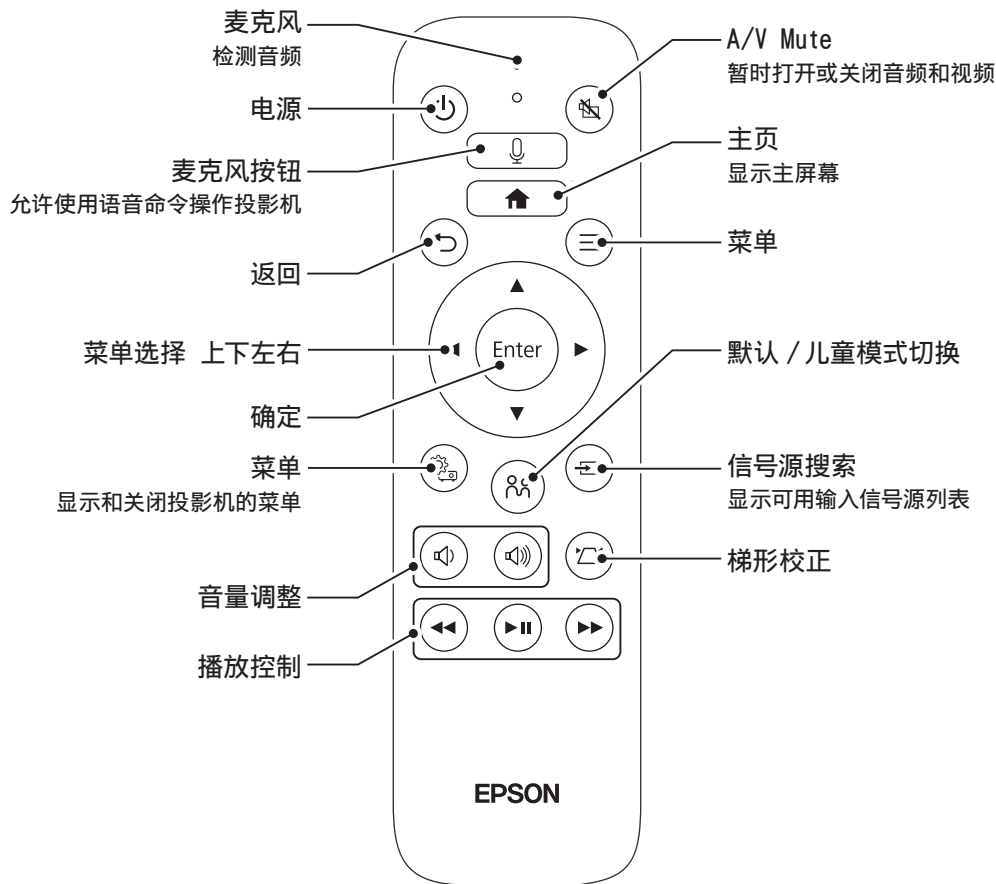 麦克风
检测音频
电源
麦克风按钮
允许使用语音命令操作投影机
返回
菜单选择 上下左右
确定
菜单
显示和关闭投影机的菜单
音量调整
播放控制
A/V Mute
暂时打开或关闭音频和视频
主页
显示主屏幕
菜单
默认 / 儿童模式切换
信号源搜索
显示可用输入信号源列表
梯形校正
Enter
EPSON